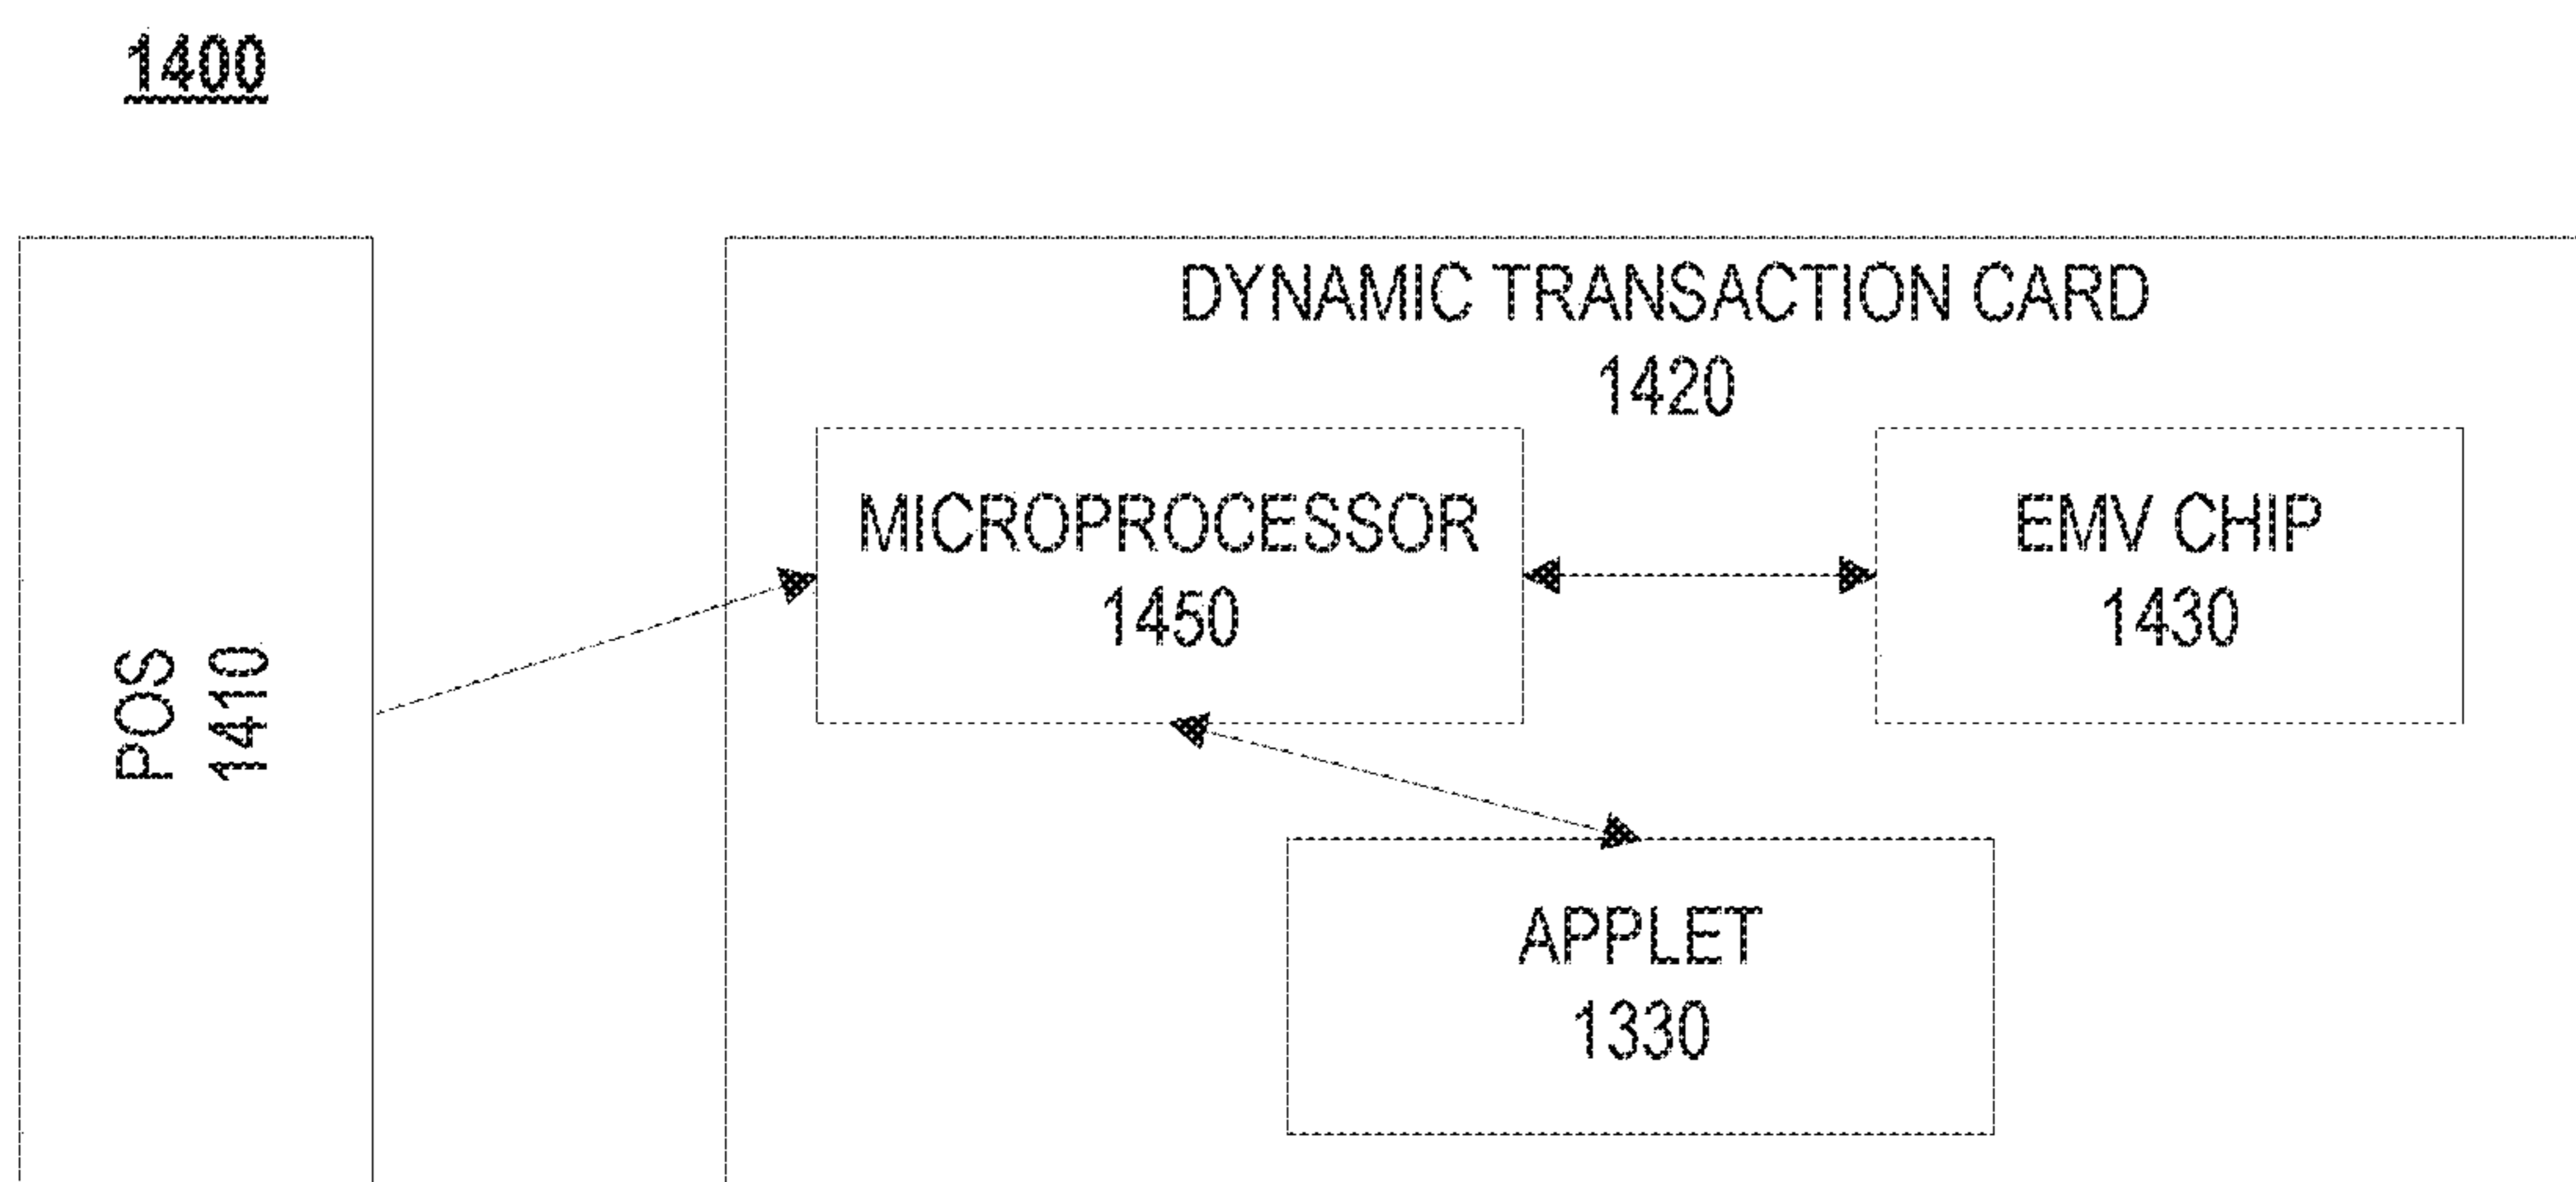 1400
DYNAMIC TRANSACTION CARD
1420
MICROPROCESSOR
1450
EMV CHIP
1430
POS
1410
APPLET
1330